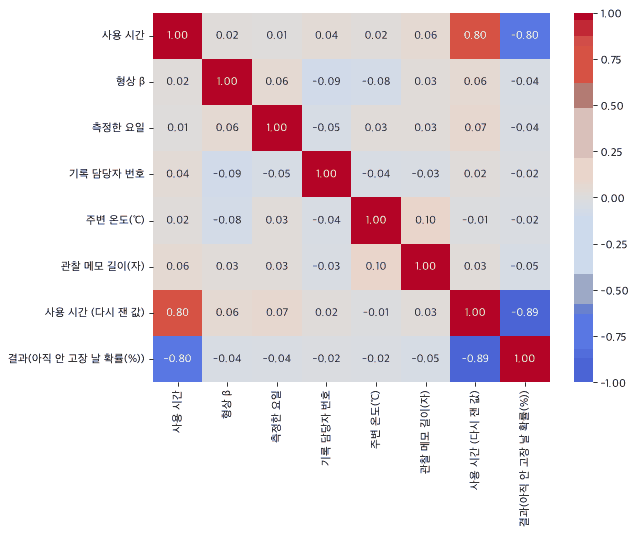 사용 시간 1.00 0.02 0.01 0.04 0.02 0.06 0.80 -0.80
형상 β 0.02 1.00 0.06 -0.09 -0.08 0.03 0.06 -0.04
측정한 요일 0.01 0.06 1.00 -0.05 0.03 0.03 0.07 -0.04
기록 담당자 번호 0.04 -0.09 -0.05 1.00 -0.04 -0.03 0.02 -0.02
주변 온도(℃) 0.02 -0.08 0.03 -0.04 1.00 0.10 -0.01 -0.02
관찰 메모 길이(자) 0.06 0.03 0.03 -0.03 0.10 1.00 0.03 -0.05
사용 시간 (다시 잰 값) 0.80 0.06 0.07 0.02 -0.01 0.03 1.00 -0.89
결과(아직 안 고장 날 확률(%)) -0.80 -0.04 -0.04 -0.02 -0.02 -0.05 -0.89 1.00
사용 시간
형상 β
측정한 요일
기록 담당자 번호
주변 온도(℃)
관찰 메모 길이(자)
사용 시간 (다시 잰 값)
결과(아직 안 고장 날 확률(%))
1.00
0.75
0.50
0.25
0.00
-0.25
-0.50
-0.75
-1.00